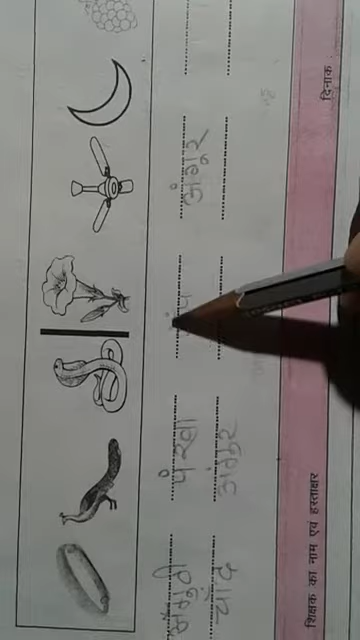 अंगूठी पंखा अंगूर
चाँद अंकुर
शिक्षक का नाम एवं हस्ताक्षर दिनांक :